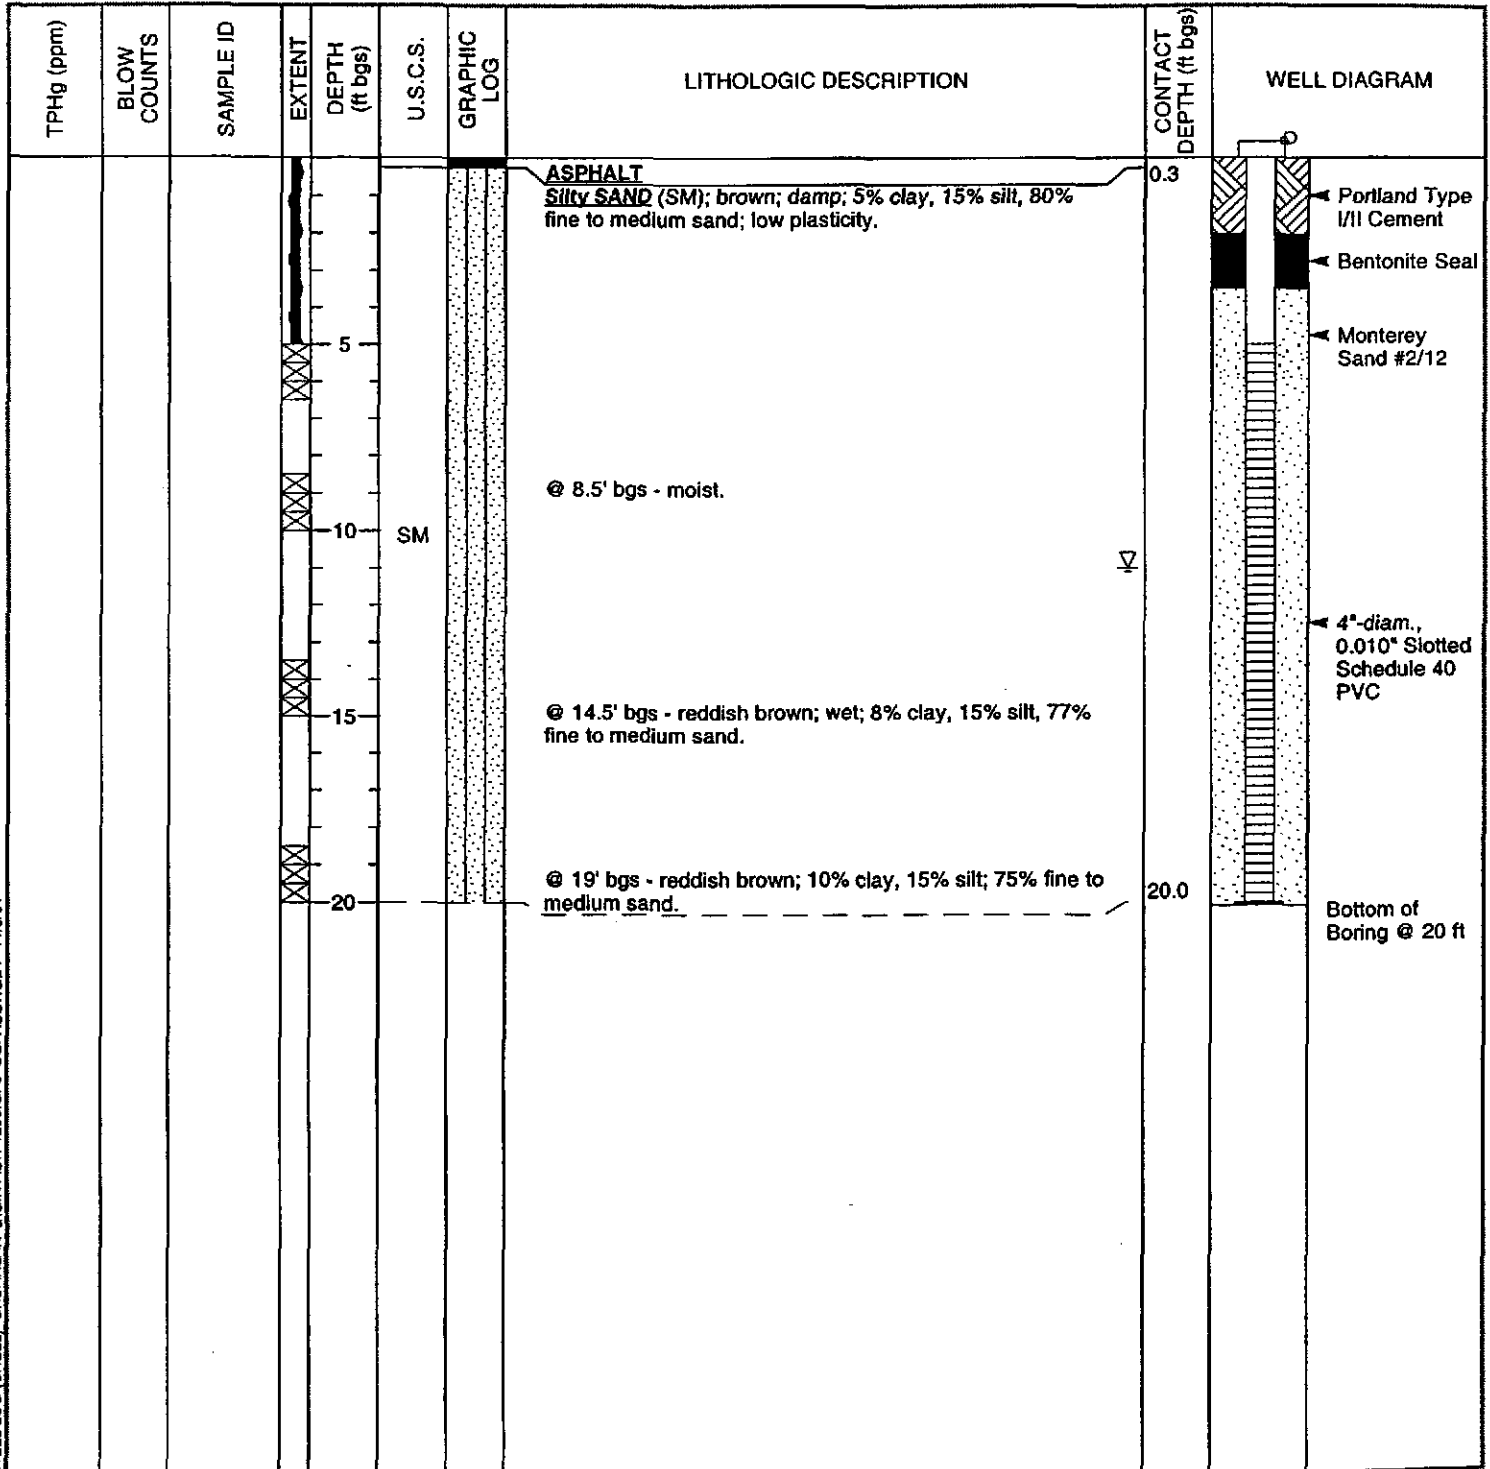 TPHg (ppm)
BLOW
COUNTS
SAMPLE ID
EXTENT
DEPTH
(ft bgs)
U.S.C.S.
GRAPHIC
LOG
LITHOLOGIC DESCRIPTION
CONTACT
DEPTH (ft bgs)
WELL DIAGRAM
ASPHALT
0.3
Silty SAND (SM); brown; damp; 5% clay, 15% silt, 80%
fine to medium sand; low plasticity.
Portland Type
I/II Cement
Bentonite Seal
5
Monterey
Sand #2/12
@ 8.5' bgs - moist.
10
SM
4"-diam.,
0.010" Slotted
Schedule 40
PVC
15
@ 14.5' bgs - reddish brown; wet; 8% clay, 15% silt, 77%
fine to medium sand.
@ 19' bgs - reddish brown; 10% clay, 15% silt; 75% fine to
medium sand.
20
20.0
Bottom of
Boring @ 20 ft